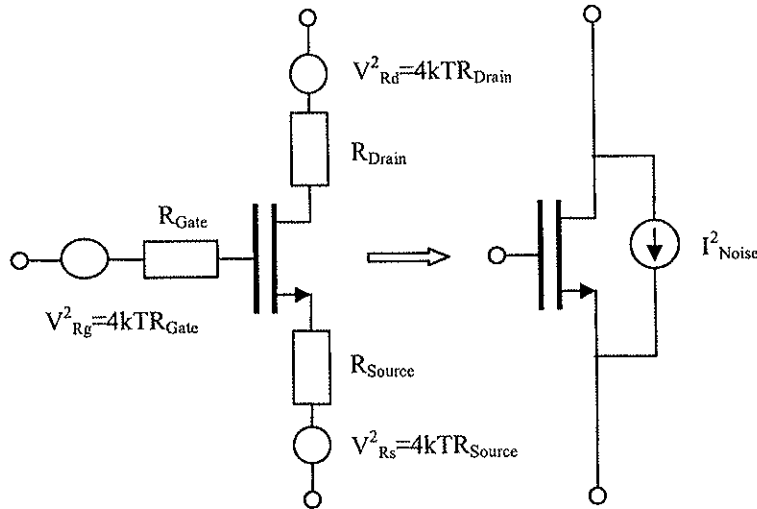 V²Rd=4kTRDrain
RDrain
RGate
V²Rg=4kTRGate
I²Noise
RSource
V²Rs=4kTRSource